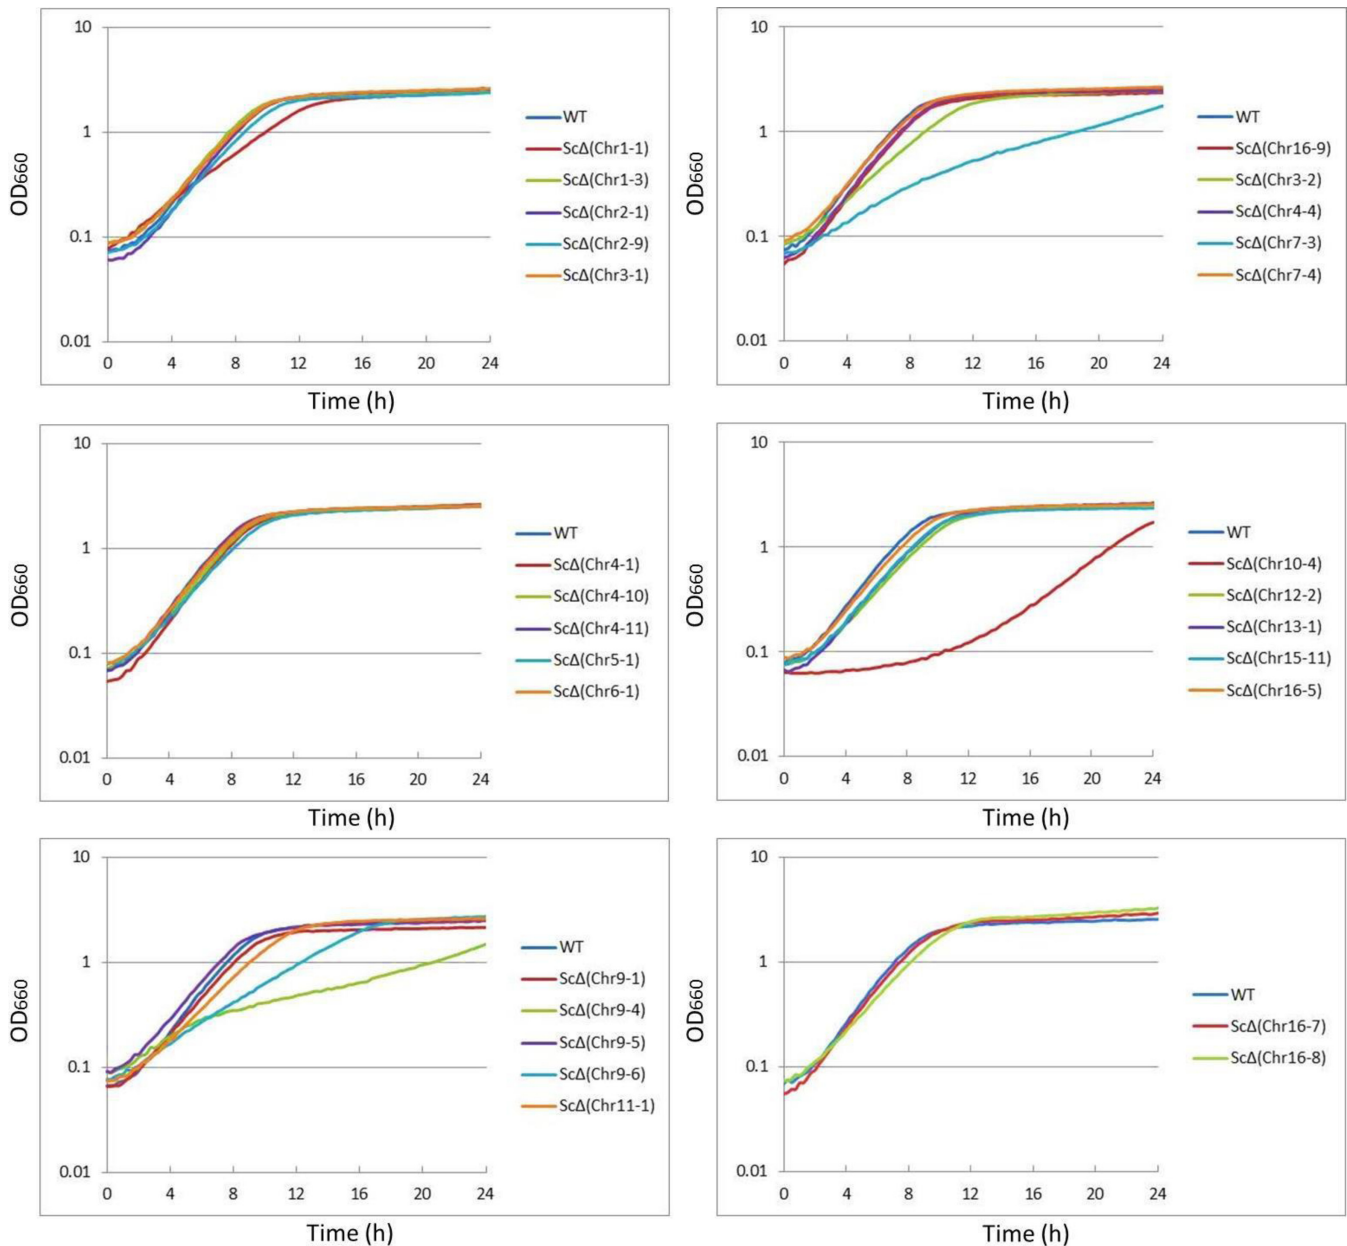 OD660
10
1
0.1
0.01
0 4 8 12 16 20 24
Time (h)
WT
ScΔ(Chr1-1)
ScΔ(Chr1-3)
ScΔ(Chr2-1)
ScΔ(Chr2-9)
ScΔ(Chr3-1)
OD660
10
1
0.1
0.01
0 4 8 12 16 20 24
Time (h)
WT
ScΔ(Chr16-9)
ScΔ(Chr3-2)
ScΔ(Chr4-4)
ScΔ(Chr7-3)
ScΔ(Chr7-4)
OD660
10
1
0.1
0.01
0 4 8 12 16 20 24
Time (h)
WT
ScΔ(Chr4-1)
ScΔ(Chr4-10)
ScΔ(Chr4-11)
ScΔ(Chr5-1)
ScΔ(Chr6-1)
OD660
10
1
0.1
0.01
0 4 8 12 16 20 24
Time (h)
WT
ScΔ(Chr10-4)
ScΔ(Chr12-2)
ScΔ(Chr13-1)
ScΔ(Chr15-11)
ScΔ(Chr16-5)
OD660
10
1
0.1
0.01
0 4 8 12 16 20 24
Time (h)
WT
ScΔ(Chr9-1)
ScΔ(Chr9-4)
ScΔ(Chr9-5)
ScΔ(Chr9-6)
ScΔ(Chr11-1)
OD660
10
1
0.1
0.01
0 4 8 12 16 20 24
Time (h)
WT
ScΔ(Chr16-7)
ScΔ(Chr16-8)